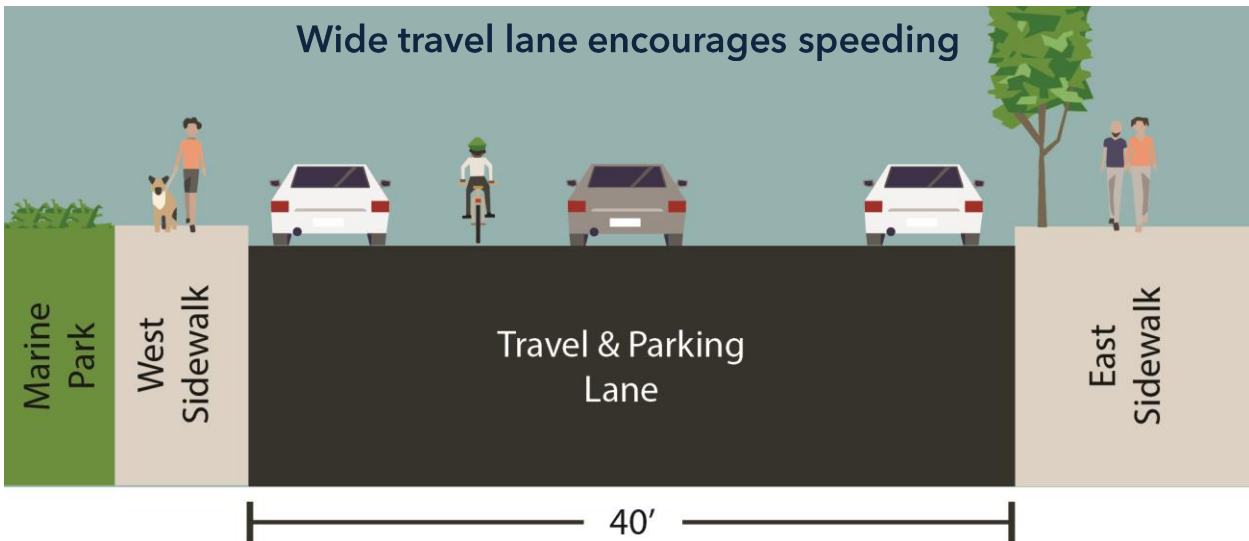 Wide travel lane encourages speeding
Marine
Park
West
Sidewalk
Travel & Parking
Lane
East
Sidewalk
40'